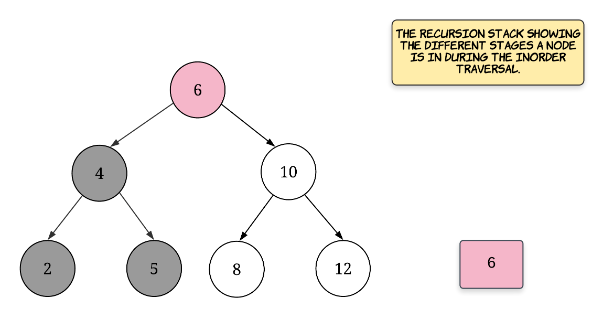 THE RECURSION STACK SHOWING
THE DIFFERENT STAGES A NODE
IS IN DURING THE INORDER
TRAVERSAL.
6
4
10
2
5
8
12
6